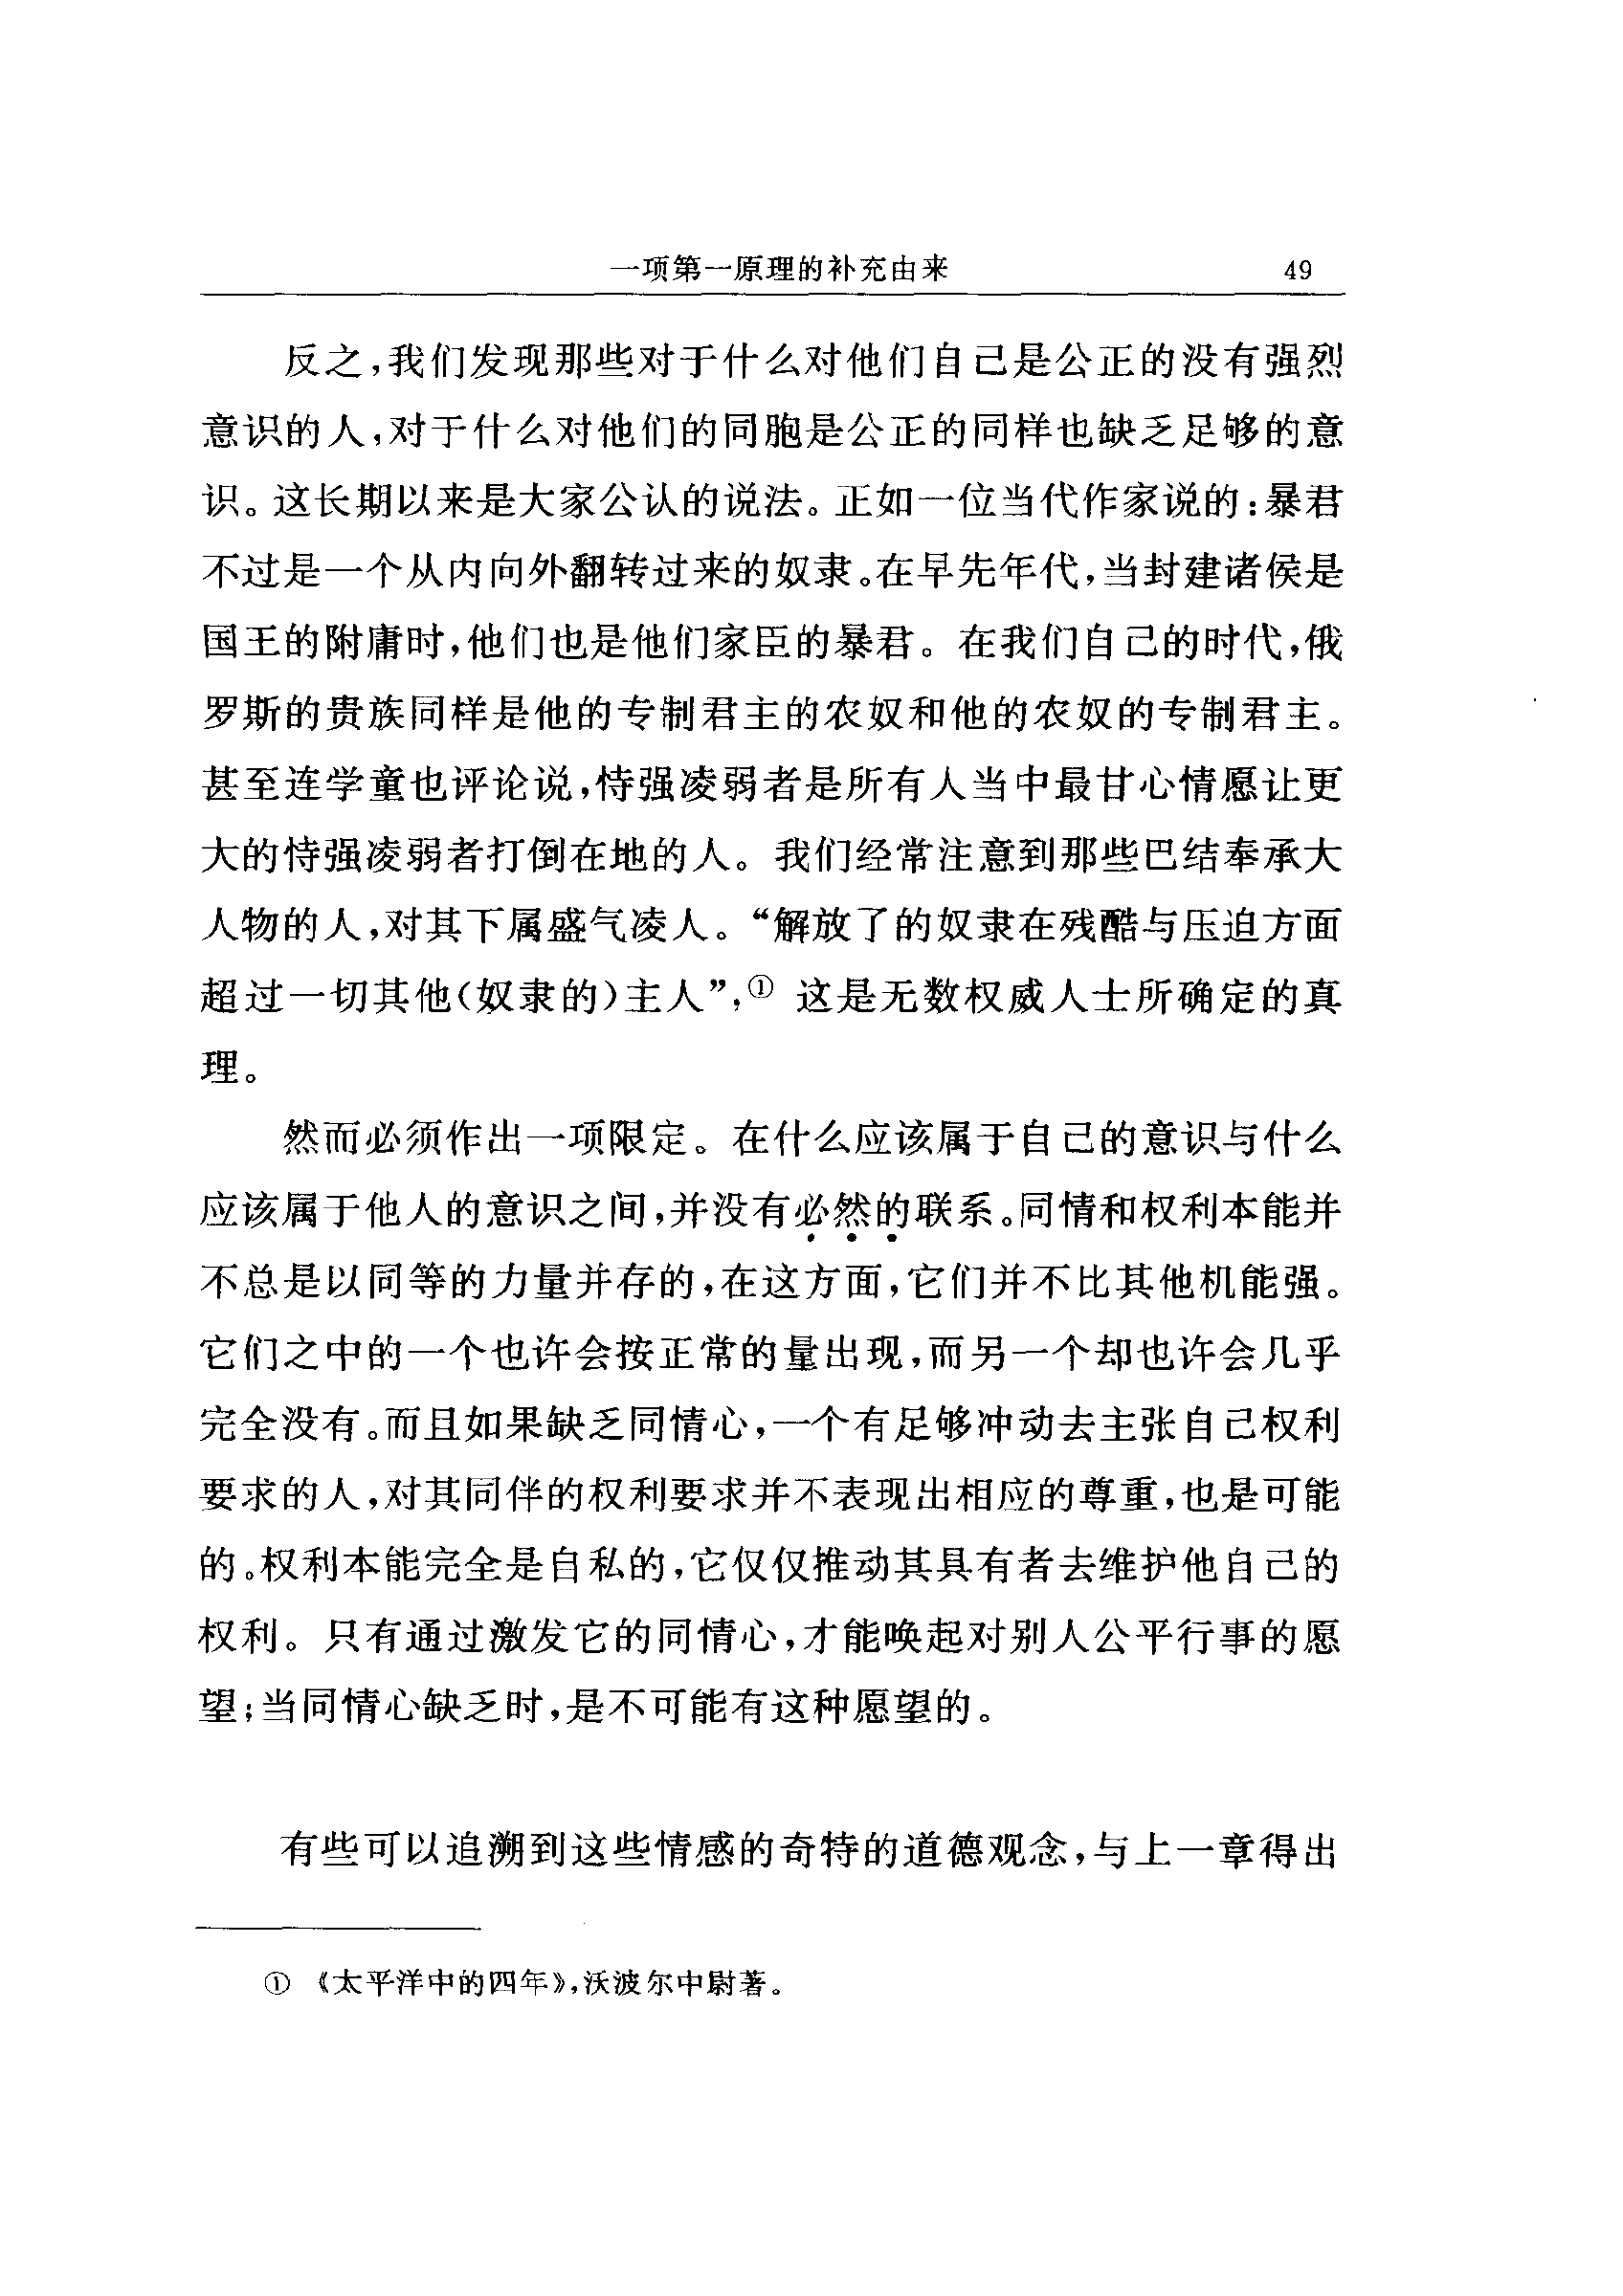 一项第一原理的补充由来 49
反之,我们发现那些对于什么对他们自己是公正的没有强烈
意识的人,对于什么对他们的同胞是公正的同样也缺乏足够的意
识。这长期以来是大家公认的说法。正如一位当代作家说的:暴君
不过是一个从内向外翻转过来的奴隶。在早先年代,当封建诸侯是
国王的附庸时,他们也是他们家臣的暴君。在我们自己的时代,俄
罗斯的贵族同样是他的专制君主的农奴和他的农奴的专制君主。
甚至连学童也评论说,恃强凌弱者是所有人当中最甘心情愿让更
大的恃强凌弱者打倒在地的人。我们经常注意到那些巴结奉承大
人物的人,对其下属盛气凌人。“解放了的奴隶在残酷与压迫方面
超过一切其他(奴隶的)主人”,① 这是无数权威人士所确定的真
理。
然而必须作出一项限定。在什么应该属于自己的意识与什么
应该属于他人的意识之间,并没有必然的联系。同情和权利本能并
不总是以同等的力量并存的,在这方面,它们并不比其他机能强。
它们之中的一个也许会按正常的量出现,而另一个却也许会几乎
完全没有。而且如果缺乏同情心,一个有足够冲动去主张自己权利
要求的人,对其同伴的权利要求并不表现出相应的尊重,也是可能
的。权利本能完全是自私的,它仅仅推动其具有者去维护他自己的
权利。只有通过激发它的同情心,才能唤起对别人公平行事的愿
望;当同情心缺乏时,是不可能有这种愿望的。
有些可以追溯到这些情感的奇特的道德观念,与上一章得出
① 《太平洋中的四年》,沃波尔中尉著。